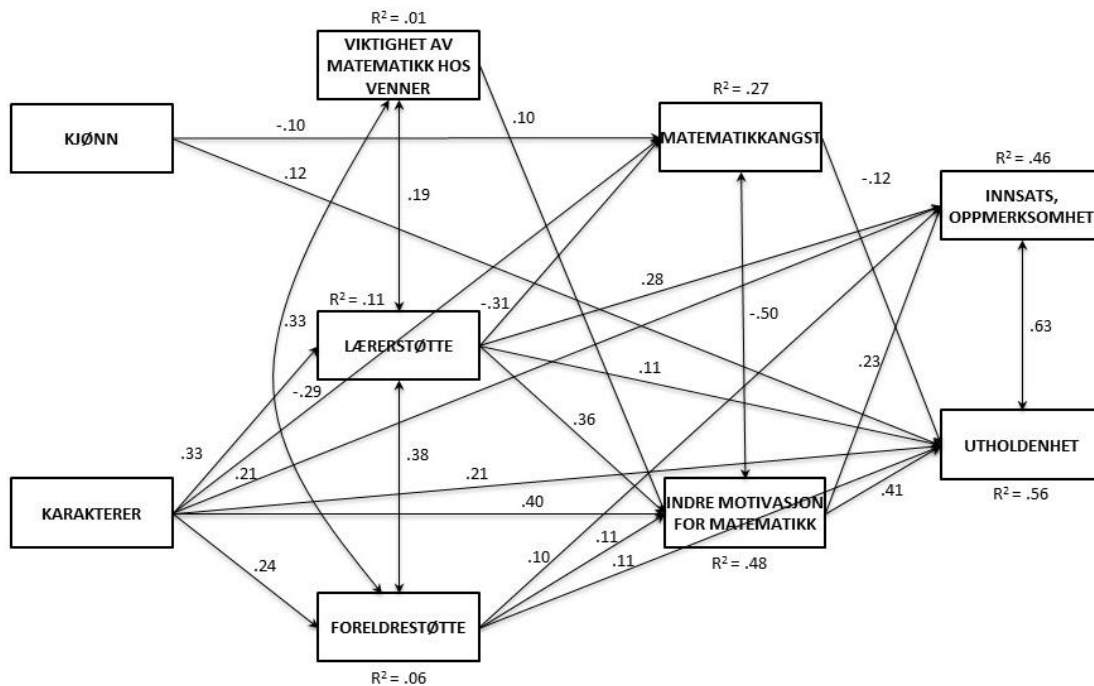 R² = .01
VIKTIGHET AV
MATEMATIKK HOS
VENNER
R² = .27
KJØNN
-.10
.10
MATEMATIKKANGST
R² = .46
.12
-.12
INNSATS,
OPPMERKSOMHET
.19
.28
R² = .11
-.31
-.50
.33
.63
LÆRERSTØTTE
.23
.11
-.29
.36
UTHOLDENHET
.33
.38
.21
.21
INDRE MOTIVASJON
FOR MATEMATIKK
.41
R² = .56
KARAKTERER
.40
.11
.10
.11
R² = .48
.24
FORELDRESTØTTE
R² = .06